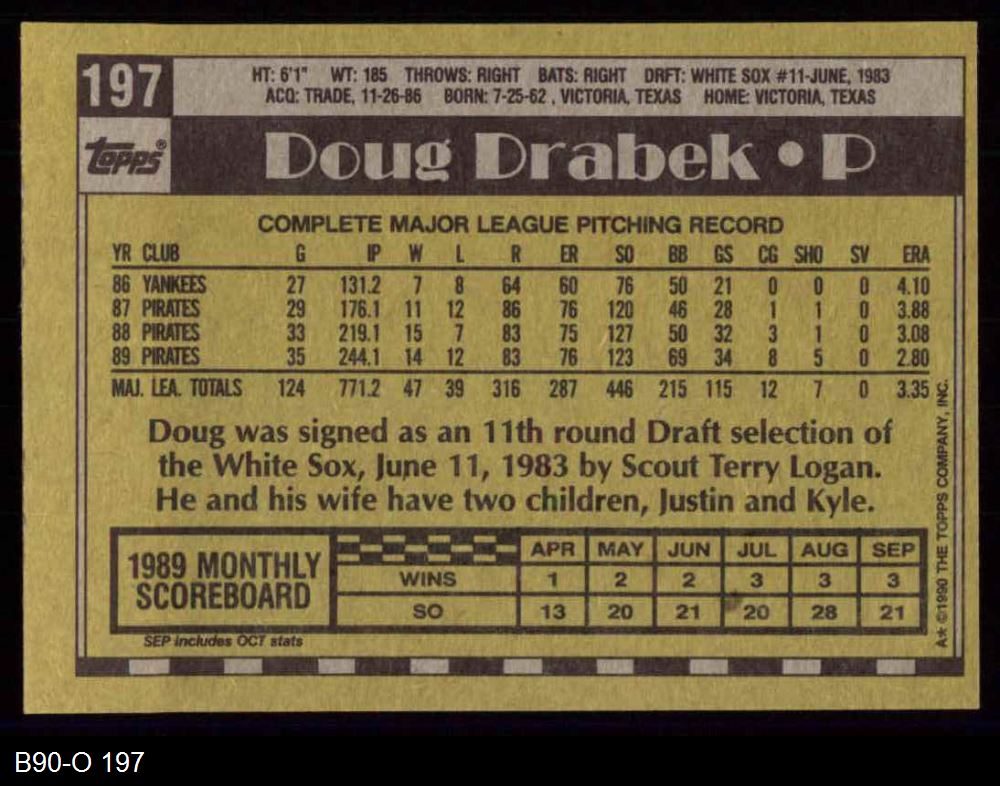 197
HT: 6'1" WT: 185 THROWS: RIGHT BATS: RIGHT DRFT: WHITE SOX #11-JUNE, 1983
ACQ: TRADE, 11-26-86 BORN: 7-25-62 , VICTORIA, TEXAS HOME: VICTORIA, TEXAS
topps®
Doug Drabek • P
COMPLETE MAJOR LEAGUE PITCHING RECORD
YR CLUB G IP W L R ER SO BB GS CG SHO SV ERA
86 YANKEES 27 131.2 7 8 64 60 76 50 21 0 0 0 4.10
87 PIRATES 29 176.1 11 12 86 76 120 46 28 1 1 0 3.88
88 PIRATES 33 219.1 15 7 83 75 127 50 32 3 1 0 3.08
89 PIRATES 35 244.1 14 12 83 76 123 69 34 8 5 0 2.80
MAJ. LEA. TOTALS 124 771.2 47 39 316 287 446 215 115 12 7 0 3.35
Doug was signed as an 11th round Draft selection of
the White Sox, June 11, 1983 by Scout Terry Logan.
He and his wife have two children, Justin and Kyle.
1989 MONTHLY
SCOREBOARD
APR MAY JUN JUL AUG SEP
WINS 1 2 2 3 3 3
SO 13 20 21 20 28 21
SEP includes OCT stats
A★ ©1990 THE TOPPS COMPANY, INC.
B90-O 197